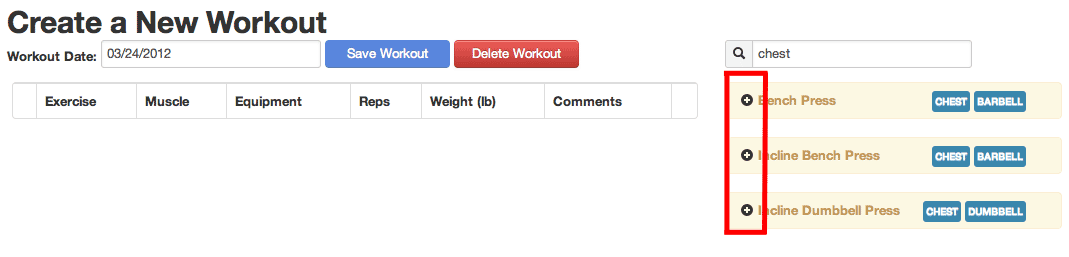 Create a New Workout
Workout Date: 03/24/2012 Save Workout Delete Workout
chest
Exercise Muscle Equipment Reps Weight (lb) Comments
Bench Press CHEST BARBELL
Incline Bench Press CHEST BARBELL
Incline Dumbbell Press CHEST DUMBBELL